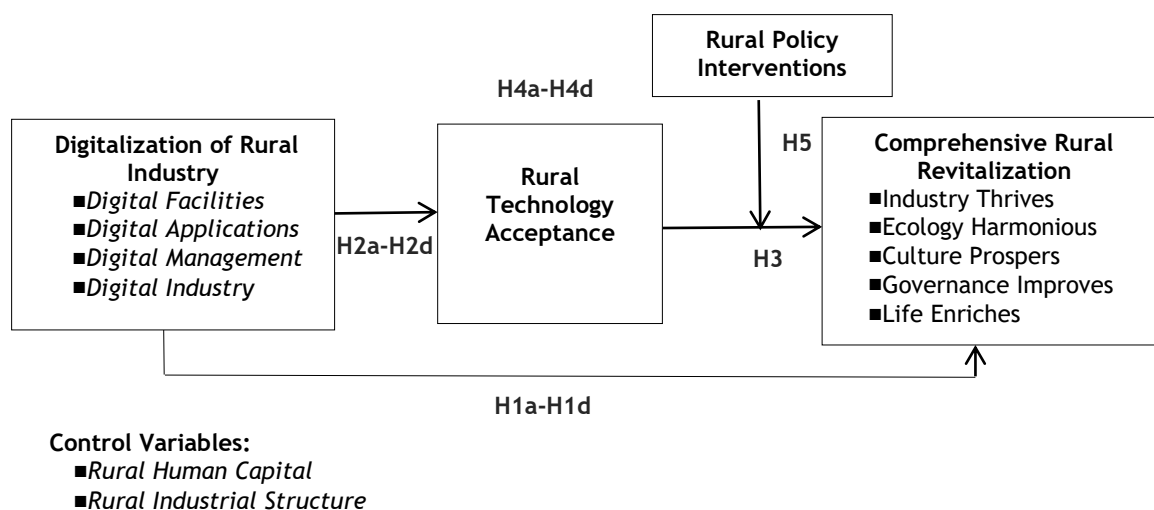 Rural Policy
Interventions
H4a-H4d
Digitalization of Rural
Industry
■Digital Facilities
■Digital Applications
■Digital Management
■Digital Industry
H2a-H2d
Rural
Technology
Acceptance
H5
H3
Comprehensive Rural
Revitalization
■Industry Thrives
■Ecology Harmonious
■Culture Prospers
■Governance Improves
■Life Enriches
H1a-H1d
Control Variables:
■Rural Human Capital
■Rural Industrial Structure